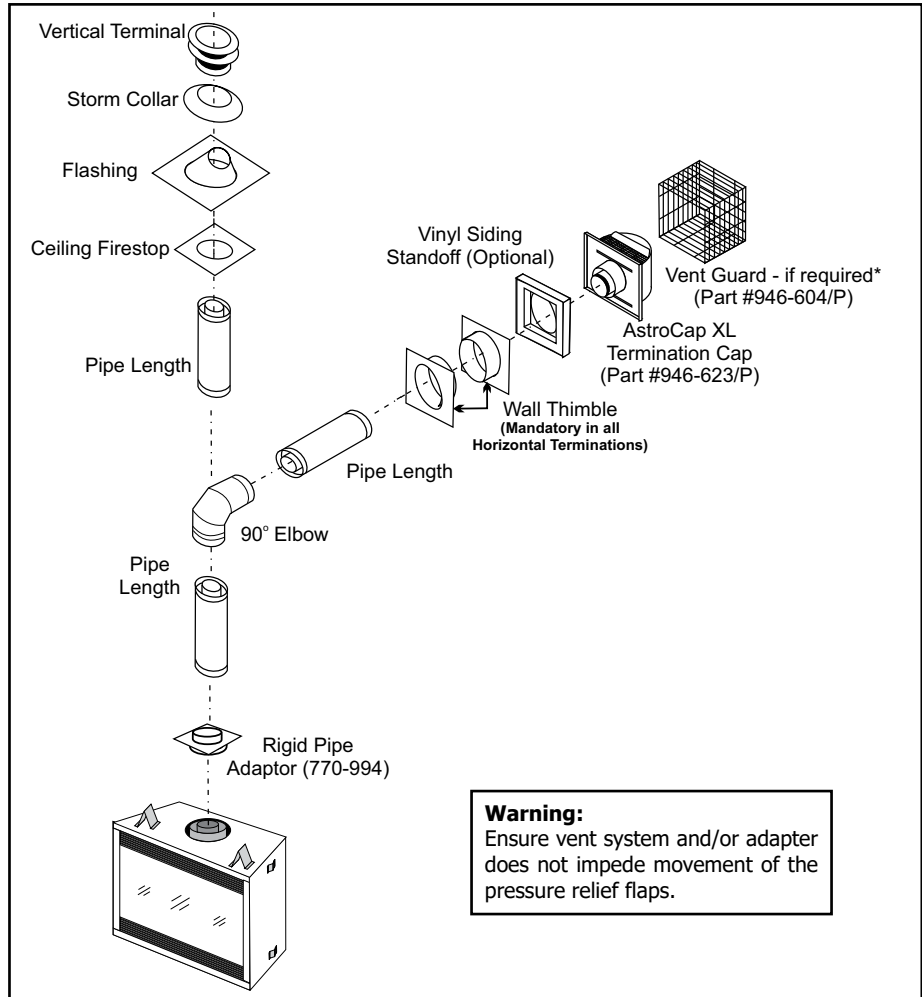 Vertical Terminal
Storm Collar
Flashing
Ceiling Firestop
Pipe Length
Vinyl Siding
Standoff (Optional)
Vent Guard - if required*
(Part #946-604/P)
AstroCap XL
Termination Cap
(Part #946-623/P)
Wall Thimble
(Mandatory in all
Horizontal Terminations)
Pipe Length
90° Elbow
Pipe
Length
Rigid Pipe
Adaptor (770-994)
Warning:
Ensure vent system and/or adapter
does not impede movement of the
pressure relief flaps.